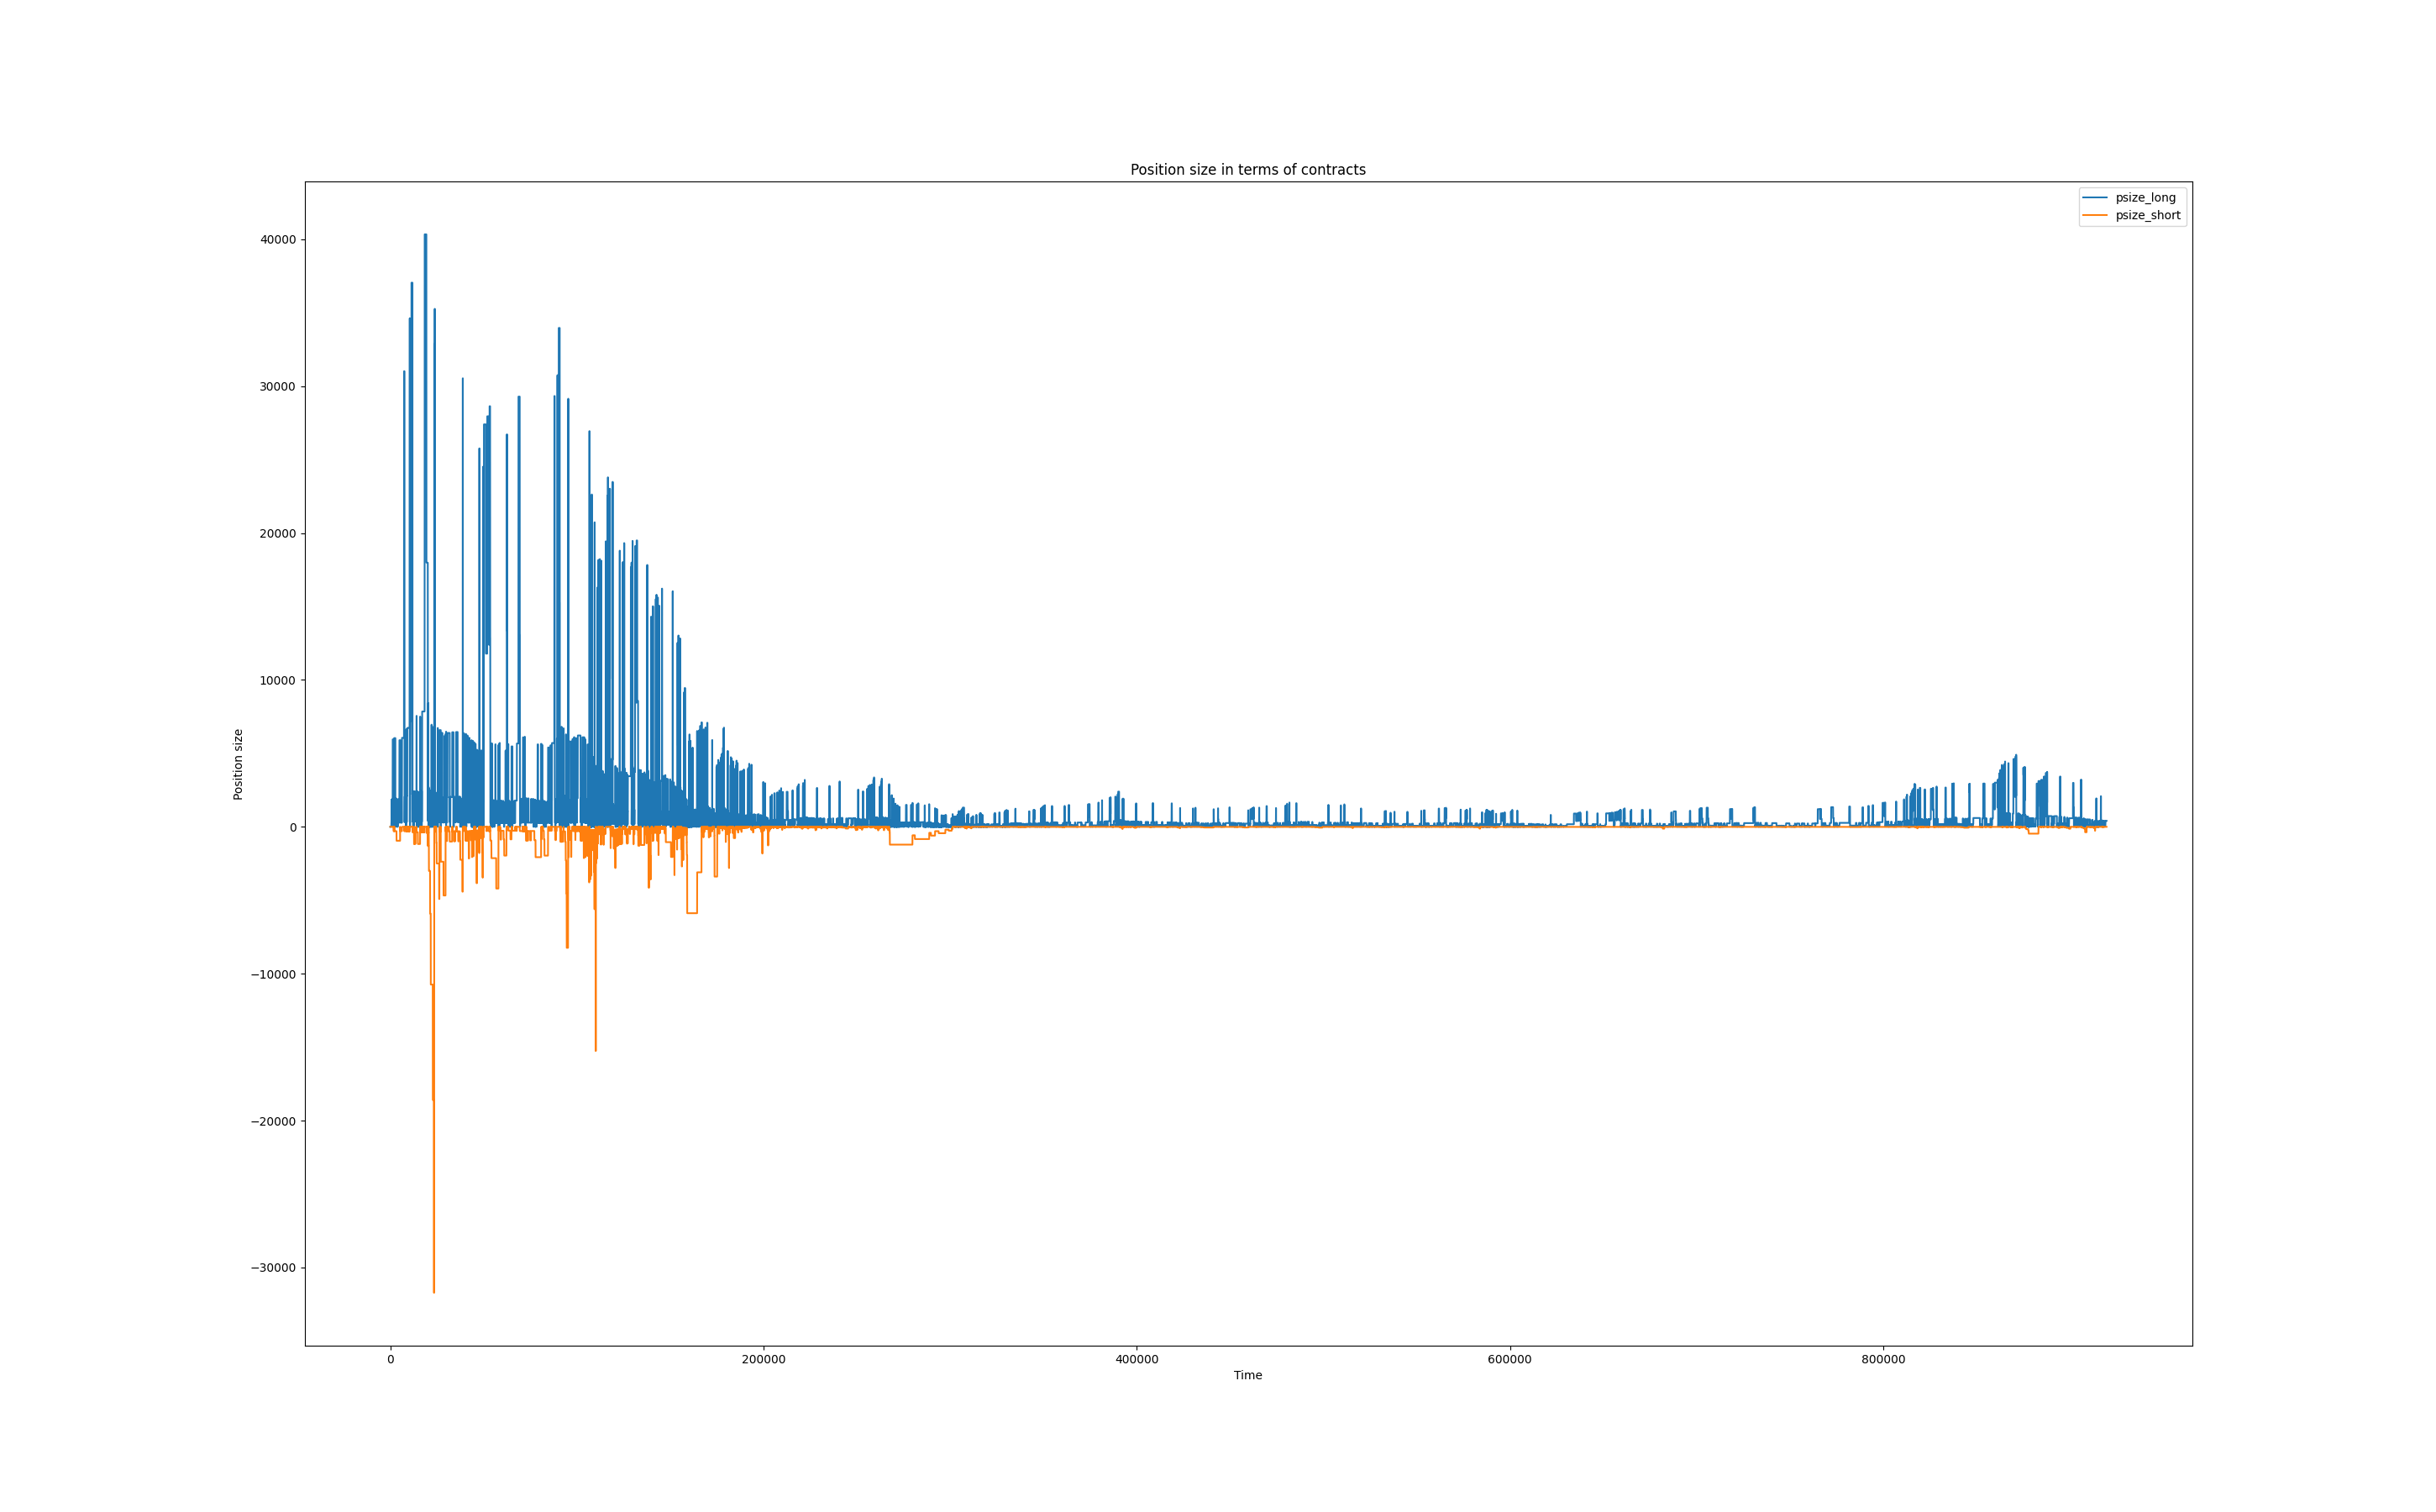 Position size in terms of contracts
psize_long
psize_short
40000
30000
20000
10000
0
−10000
−20000
−30000
Position size
0
200000
400000
600000
800000
Time